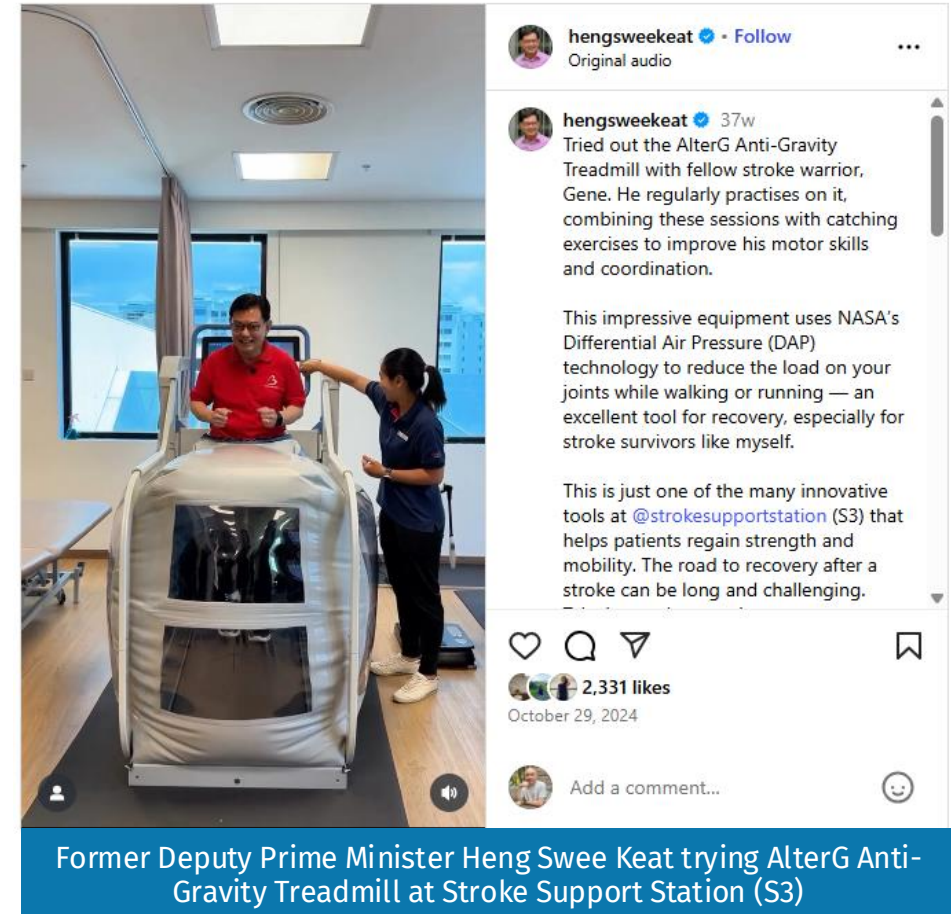 hengsweekeat • Follow
Original audio
hengsweekeat 37w
Tried out the AlterG Anti-Gravity
Treadmill with fellow stroke warrior,
Gene. He regularly practises on it,
combining these sessions with catching
exercises to improve his motor skills
and coordination.
This impressive equipment uses NASA's
Differential Air Pressure (DAP)
technology to reduce the load on your
joints while walking or running — an
excellent tool for recovery, especially for
stroke survivors like myself.
This is just one of the many innovative
tools at @strokesupportstation (S3) that
helps patients regain strength and
mobility. The road to recovery after a
stroke can be long and challenging.
2,331 likes
October 29, 2024
Add a comment...
Former Deputy Prime Minister Heng Swee Keat trying AlterG Anti-
Gravity Treadmill at Stroke Support Station (S3)